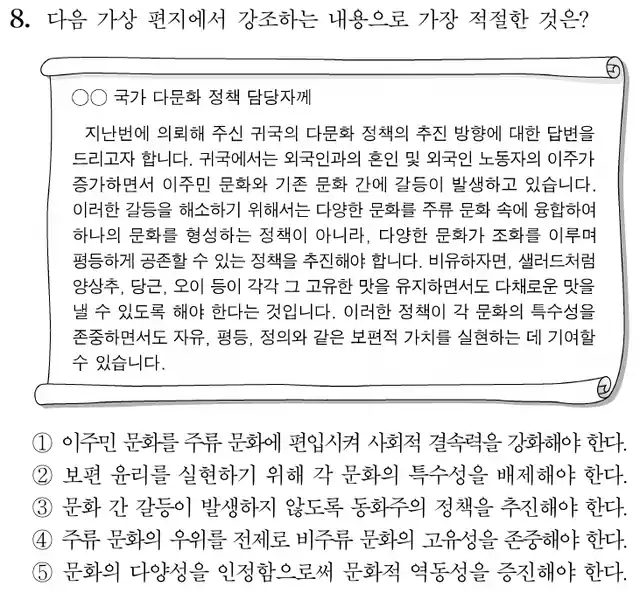 8. 다음 가상 편지에서 강조하는 내용으로 가장 적절한 것은?
○○ 국가 다문화 정책 담당자께
지난번에 의뢰해 주신 귀국의 다문화 정책의 추진 방향에 대한 답변을
드리고자 합니다. 귀국에서는 외국인과의 혼인 및 외국인 노동자의 이주가
증가하면서 이주민 문화와 기존 문화 간에 갈등이 발생하고 있습니다.
이러한 갈등을 해소하기 위해서는 다양한 문화를 주류 문화 속에 융합하여
하나의 문화를 형성하는 정책이 아니라, 다양한 문화가 조화를 이루며
평등하게 공존할 수 있는 정책을 추진해야 합니다. 비유하자면, 샐러드처럼
양상추, 당근, 오이 등이 각각 그 고유한 맛을 유지하면서도 다채로운 맛을
낼 수 있도록 해야 한다는 것입니다. 이러한 정책이 각 문화의 특수성을
존중하면서도 자유, 평등, 정의와 같은 보편적 가치를 실현하는 데 기여할
수 있습니다.
① 이주민 문화를 주류 문화에 편입시켜 사회적 결속력을 강화해야 한다.
② 보편 윤리를 실현하기 위해 각 문화의 특수성을 배제해야 한다.
③ 문화 간 갈등이 발생하지 않도록 동화주의 정책을 추진해야 한다.
④ 주류 문화의 우위를 전제로 비주류 문화의 고유성을 존중해야 한다.
⑤ 문화의 다양성을 인정함으로써 문화적 역동성을 증진해야 한다.